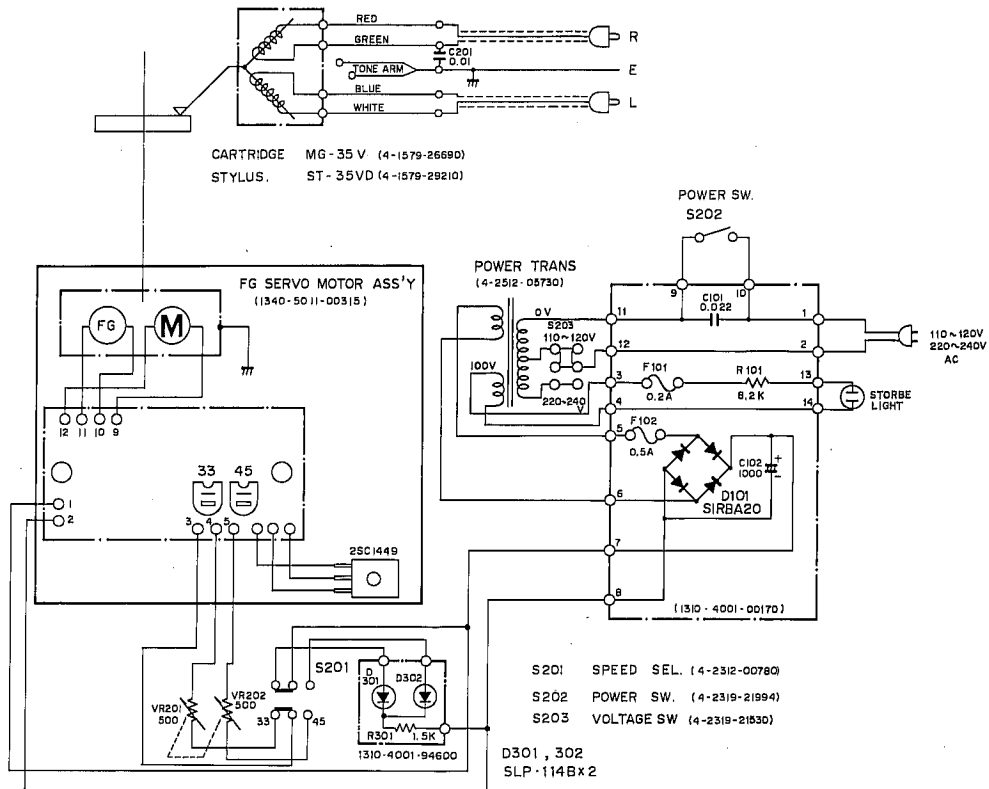 RED
GREEN
C201
0.01
TONE ARM
BLUE
WHITE
R
E
L
CARTRIDGE MG-35V (4-1579-26690)
STYLUS. ST-35VD (4-1579-29210)
POWER SW.
S202
POWER TRANS
(4-2512-05730)
FG SERVO MOTOR ASS'Y
(1340-5011-00315)
FG
M
0V
S203
110~120V
100V
220~240
V
9
10
C101
0.022
11
1
12
2
110~120V
220~240V
AC
3
F101
0.2A
R101
8.2K
13
4
14
STORBE
LIGHT
5
F102
0.5A
C102
1000
+
-
D101
SIRBA20
6
7
8
(1310-4001-00170)
12
11
10
9
33
45
1
2
3
4
5
2SC1449
S201
VR201
500
VR202
500
33
45
D
301
D302
R301
1.5K
1310-4001-94600
D301, 302
SLP-114B×2
S201 SPEED SEL. (4-2312-00780)
S202 POWER SW. (4-2319-21994)
S203 VOLTAGE SW (4-2319-21530)